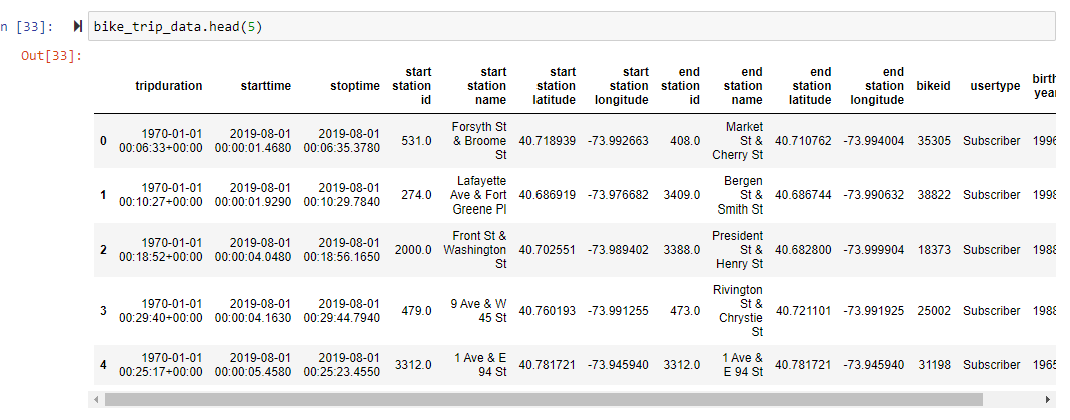 n [33]: bike_trip_data.head(5)
Out[33]:
tripduration starttime stoptime start station id start station name start station latitude start station longitude end station id end station name end station latitude end station longitude bikeid usertype birth year
0 1970-01-01 00:06:33+00:00 2019-08-01 00:00:01.4680 2019-08-01 00:06:35.3780 531.0 Forsyth St & Broome St 40.718939 -73.992663 408.0 Market St & Cherry St 40.710762 -73.994004 35305 Subscriber 1996
1 1970-01-01 00:10:27+00:00 2019-08-01 00:00:01.9290 2019-08-01 00:10:29.7840 274.0 Lafayette Ave & Fort Greene Pl 40.686919 -73.976682 3409.0 Bergen St & Smith St 40.686744 -73.990632 38822 Subscriber 1998
2 1970-01-01 00:18:52+00:00 2019-08-01 00:00:04.0480 2019-08-01 00:18:56.1650 2000.0 Front St & Washington St 40.702551 -73.989402 3388.0 President St & Henry St 40.682800 -73.999904 18373 Subscriber 1988
3 1970-01-01 00:29:40+00:00 2019-08-01 00:00:04.1630 2019-08-01 00:29:44.7940 479.0 9 Ave & W 45 St 40.760193 -73.991255 473.0 Rivington St & Chrystie St 40.721101 -73.991925 25002 Subscriber 1988
4 1970-01-01 00:25:17+00:00 2019-08-01 00:00:05.4580 2019-08-01 00:25:23.4550 3312.0 1 Ave & E 94 St 40.781721 -73.945940 3312.0 1 Ave & E 94 St 40.781721 -73.945940 31198 Subscriber 1965